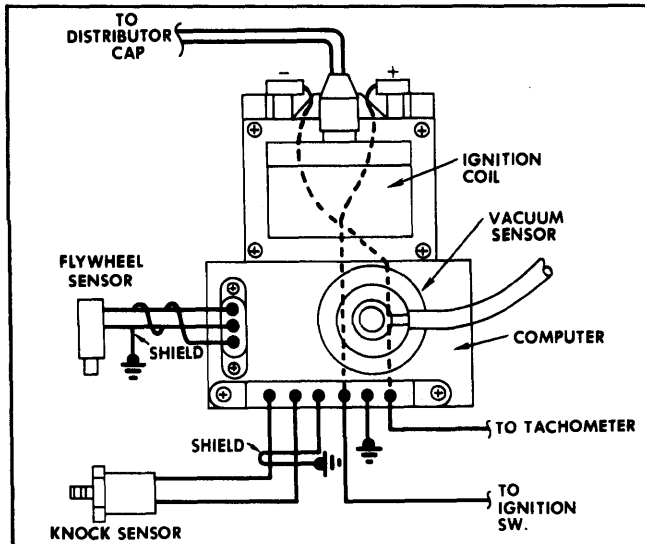 TO
DISTRIBUTOR
CAP
-
+
IGNITION
COIL
VACUUM
SENSOR
FLYWHEEL
SENSOR
SHIELD
COMPUTER
SHIELD
TO TACHOMETER
TO
IGNITION
SW.
KNOCK SENSOR